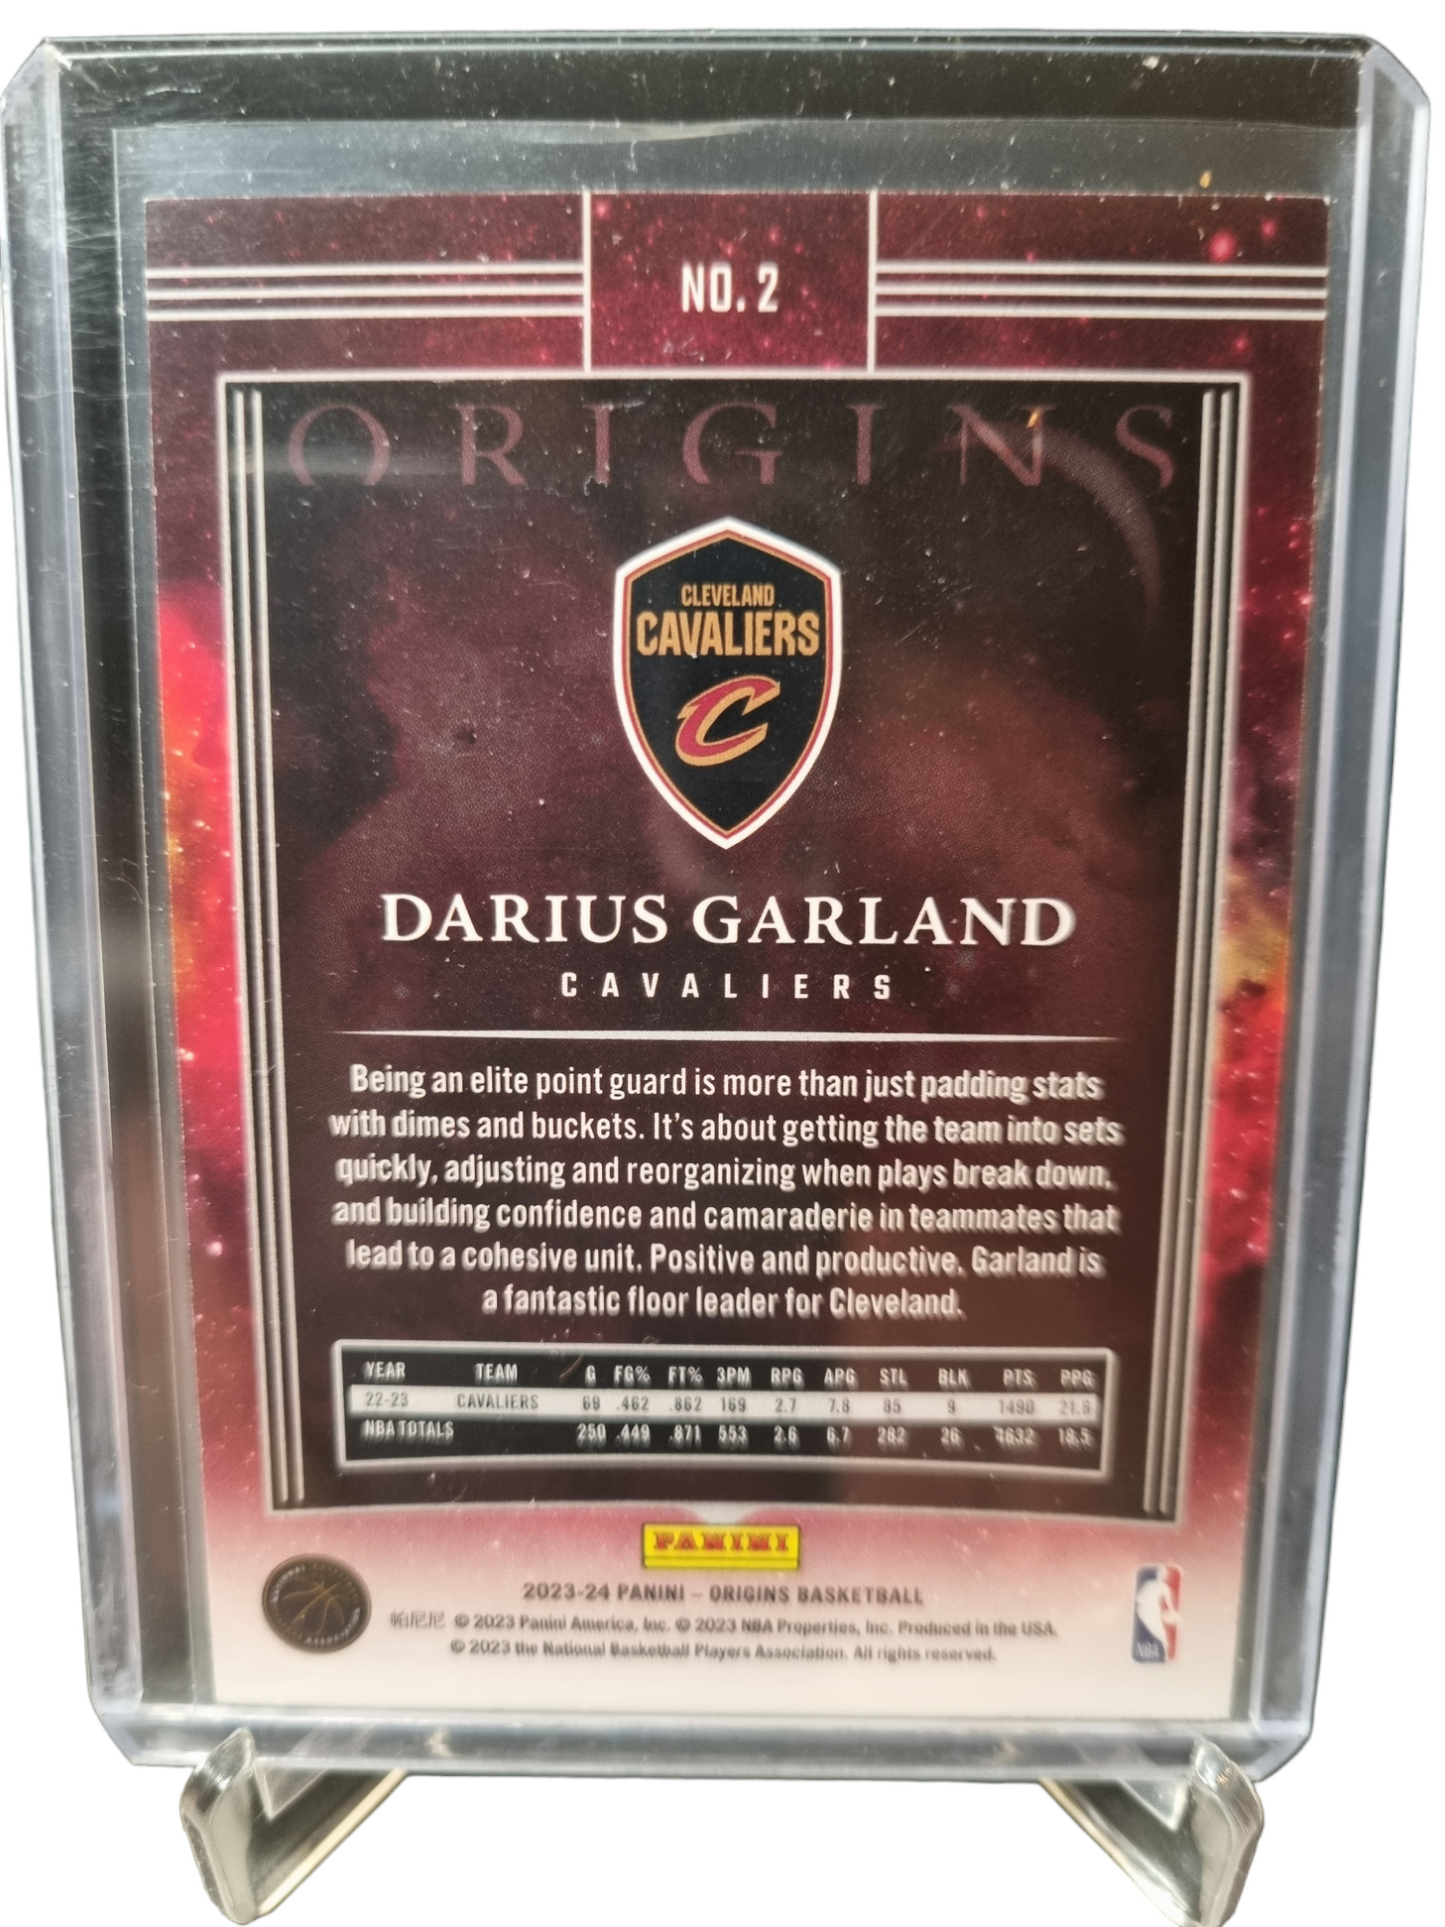 NO. 2
ORIGINS
CLEVELAND
CAVALIERS
C
DARIUS GARLAND
CAVALIERS
Being an elite point guard is more than just padding stats
with dimes and buckets. It's about getting the team into sets
quickly, adjusting and reorganizing when plays break down,
and building confidence and camaraderie in teammates that
lead to a cohesive unit. Positive and productive, Garland is
a fantastic floor leader for Cleveland.
YEAR TEAM G FG% FT% 3PM RPG APG STL BLK PTS PPG
22-23 CAVALIERS 69 .462 .862 169 2.7 7.8 85 9 1490 21.6
NBA TOTALS 250 .449 .871 553 2.6 6.7 282 26 4632 18.5
PANINI
2023-24 PANINI – ORIGINS BASKETBALL
帕尼尼 © 2023 Panini America, Inc. © 2023 NBA Properties, Inc. Produced in the USA.
© 2023 the National Basketball Players Association. All rights reserved.
NBA